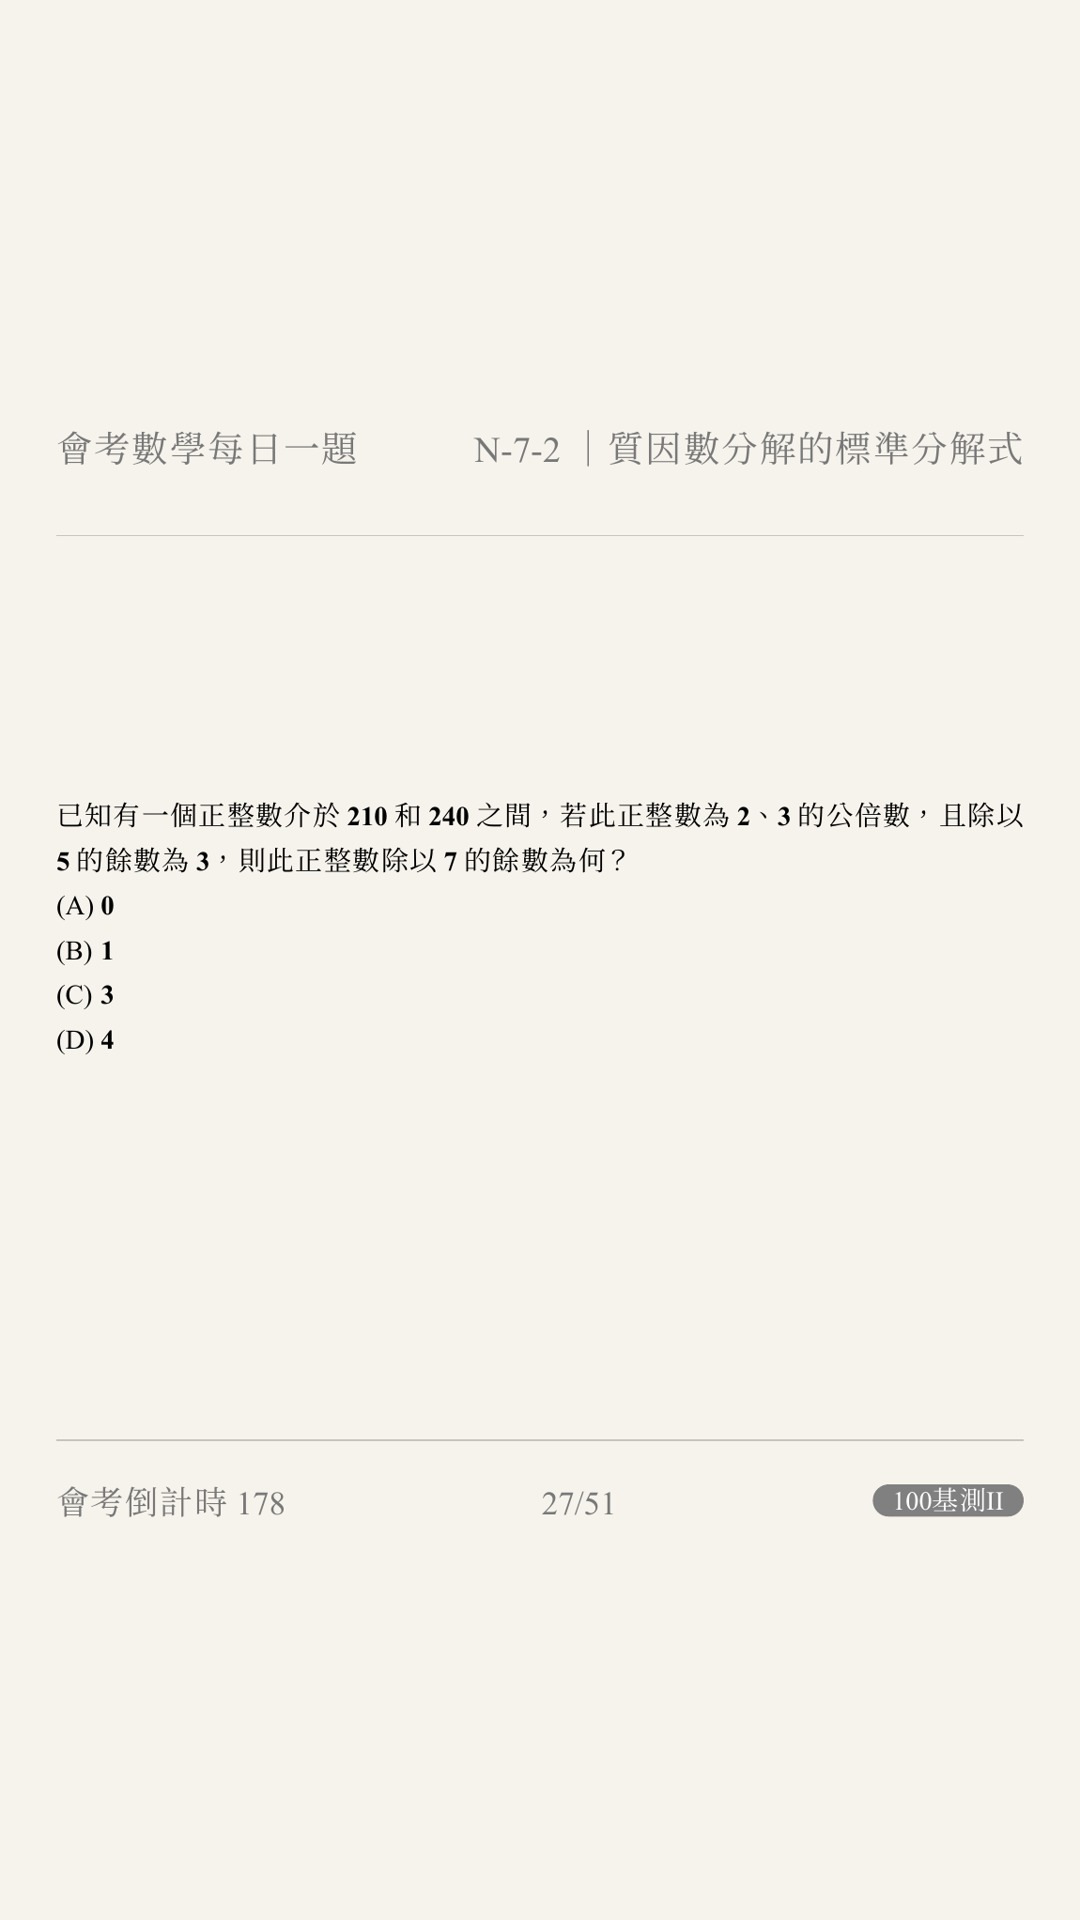 會考數學每日一題
N-7-2｜質因數分解的標準分解式
已知有一個正整數介於 210 和 240 之間，若此正整數為 2、3 的公倍數，且除以
5 的餘數為 3，則此正整數除以 7 的餘數為何？
(A) 0
(B) 1
(C) 3
(D) 4
會考倒計時 178
27/51
100基測II